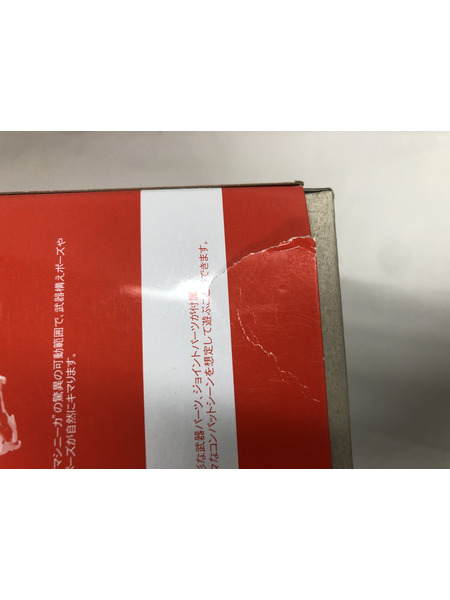 マシニーガ"の驚異の可動範囲で、武器構えポーズや
ポーズが自然にキマります。
彩な武器パーツ、ジョイントパーツが付属
々なコンバットシーンを想定して遊ぶこ できます。